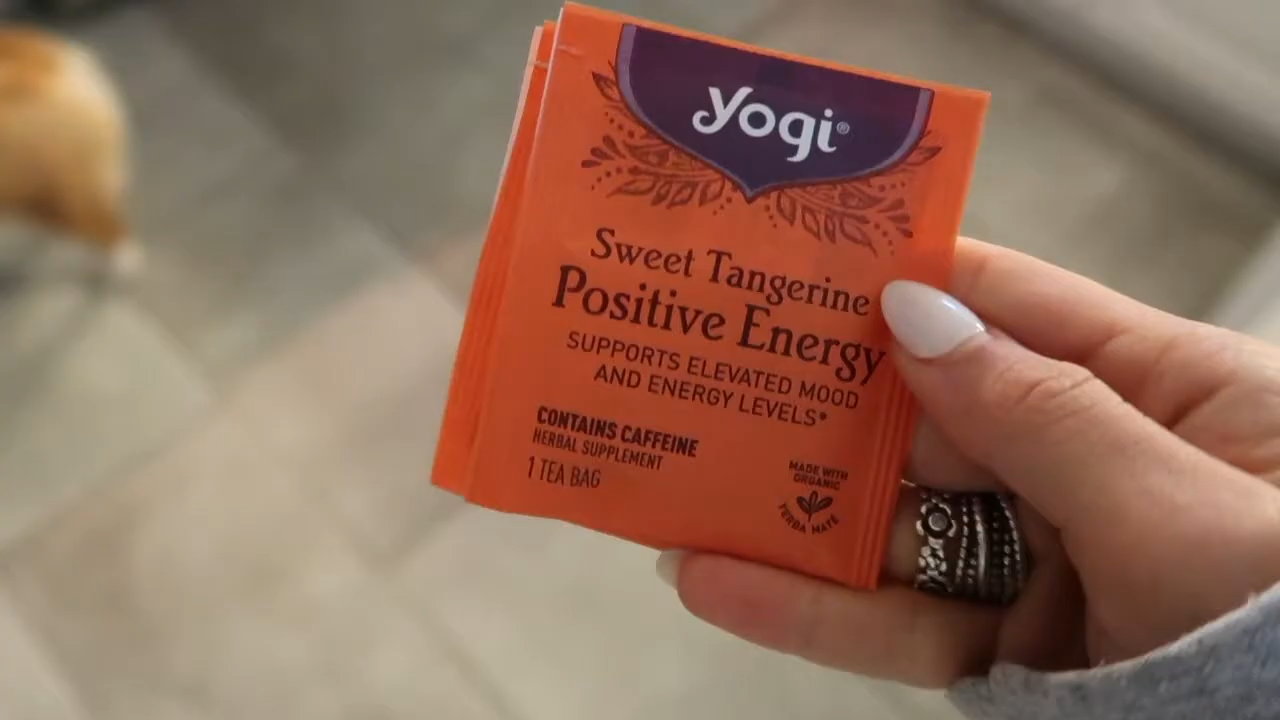 yogi®
Sweet Tangerine
Positive Energy
SUPPORTS ELEVATED MOOD
AND ENERGY LEVELS*
CONTAINS CAFFEINE
HERBAL SUPPLEMENT
1 TEA BAG
MADE WITH
ORGANIC
YERBA MATE